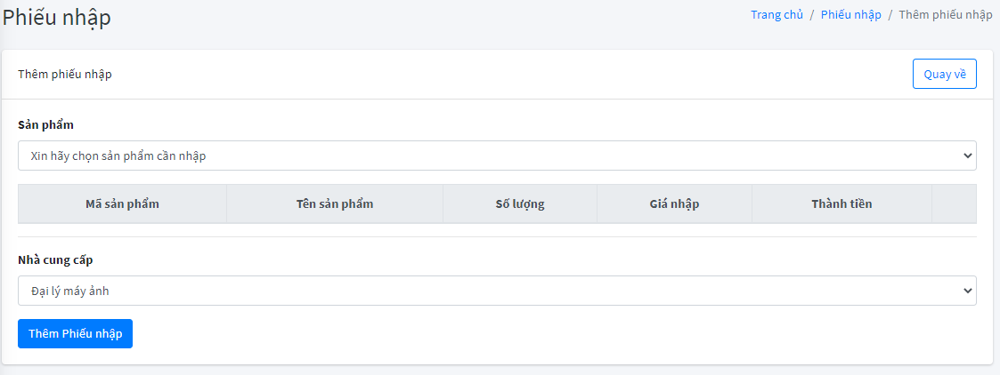 Phiếu nhập
Trang chủ / Phiếu nhập / Thêm phiếu nhập
Thêm phiếu nhập
Quay về
Sản phẩm
Xin hãy chọn sản phẩm cần nhập
Mã sản phẩm Tên sản phẩm Số lượng Giá nhập Thành tiền
Nhà cung cấp
Đại lý máy ảnh
Thêm Phiếu nhập